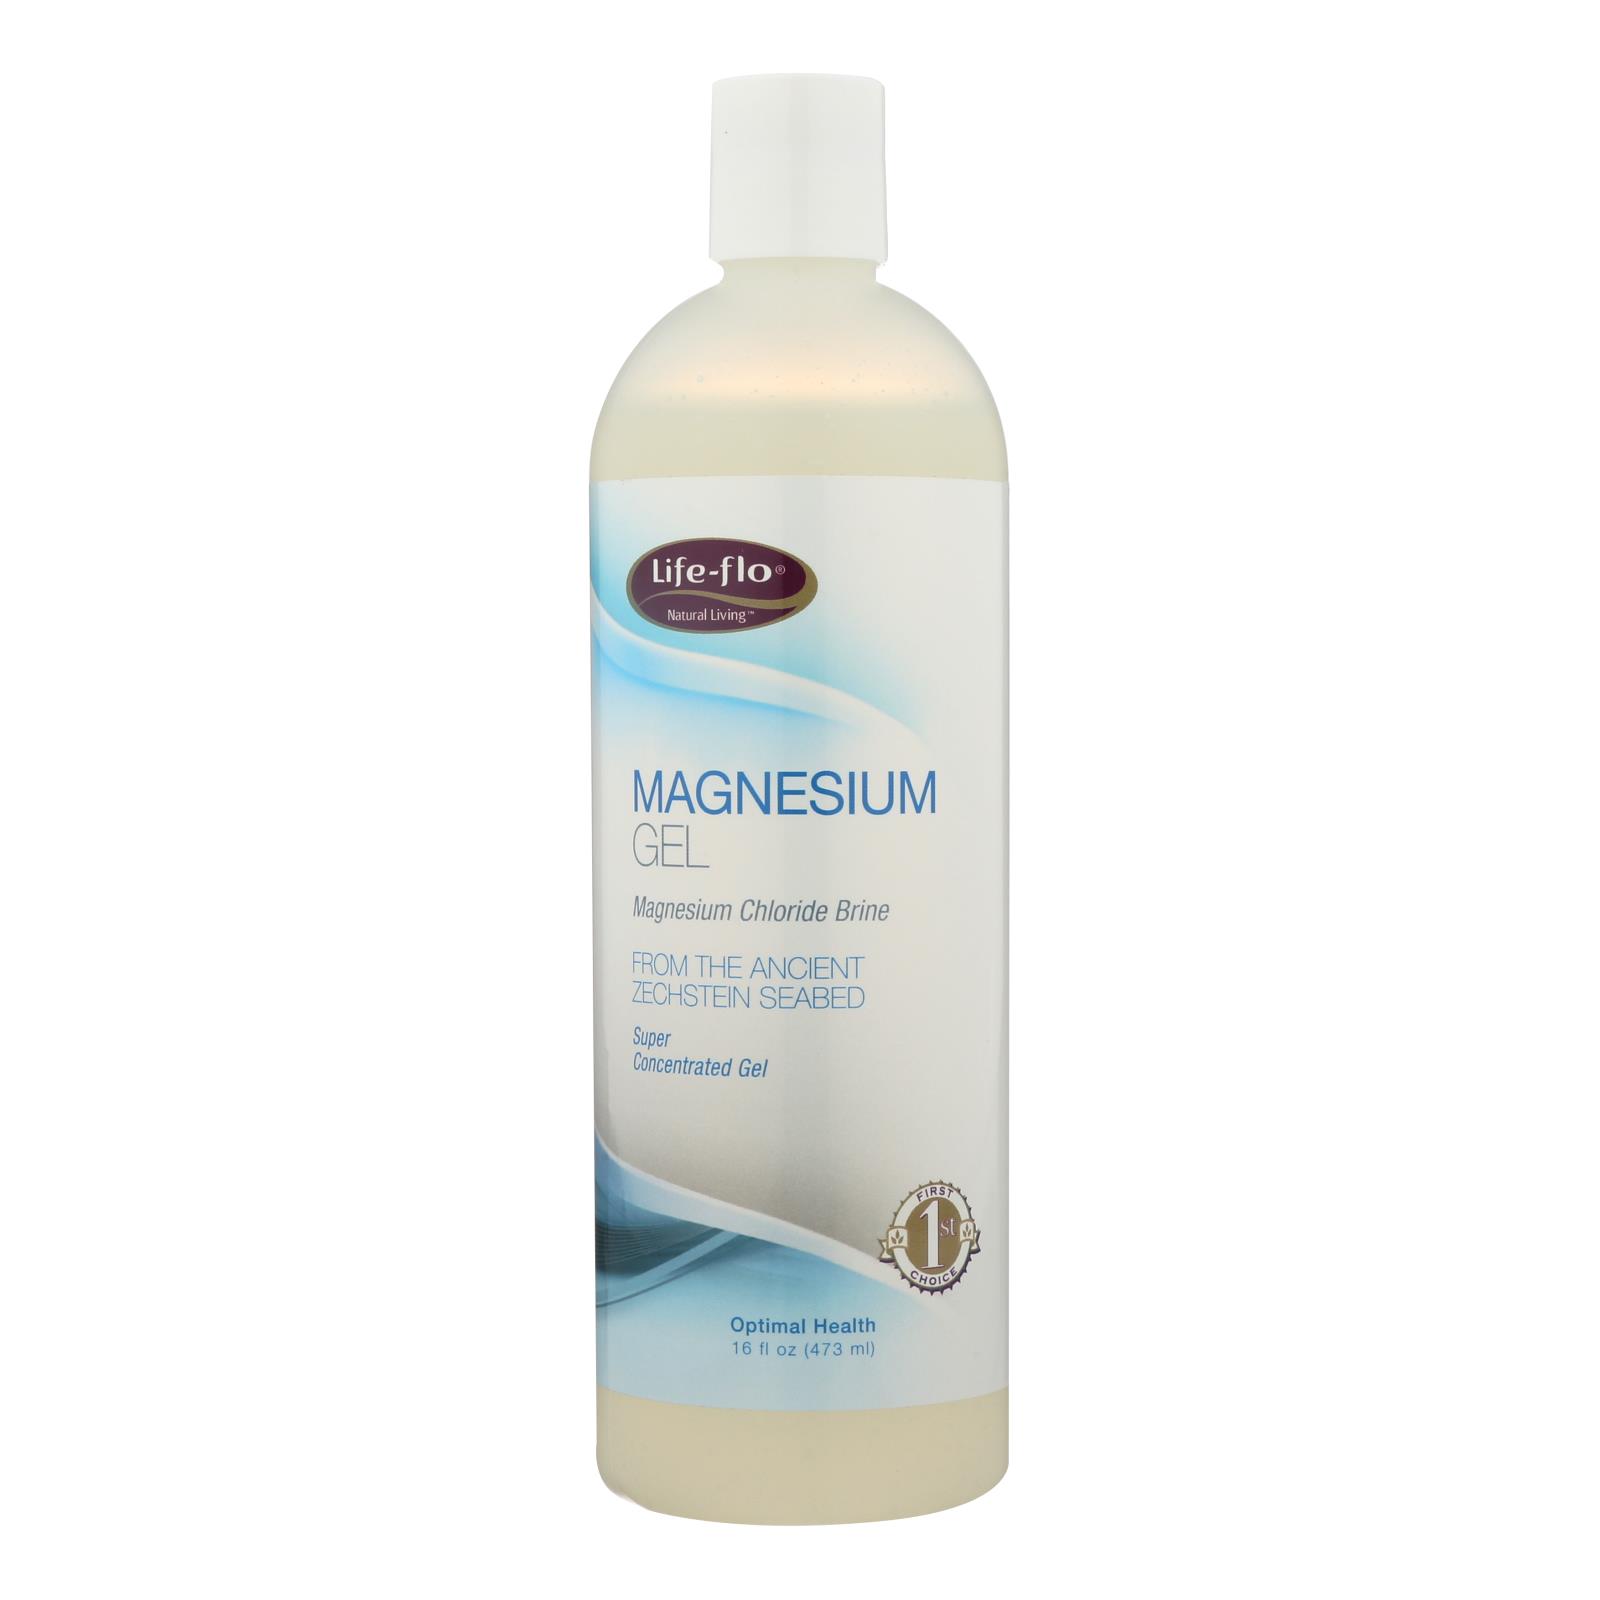 Life-flo®
Natural Living™
MAGNESIUM
GEL
Magnesium Chloride Brine
FROM THE ANCIENT
ZECHSTEIN SEABED
Super
Concentrated Gel
FIRST
1st
CHOICE
Optimal Health
16 fl oz (473 ml)